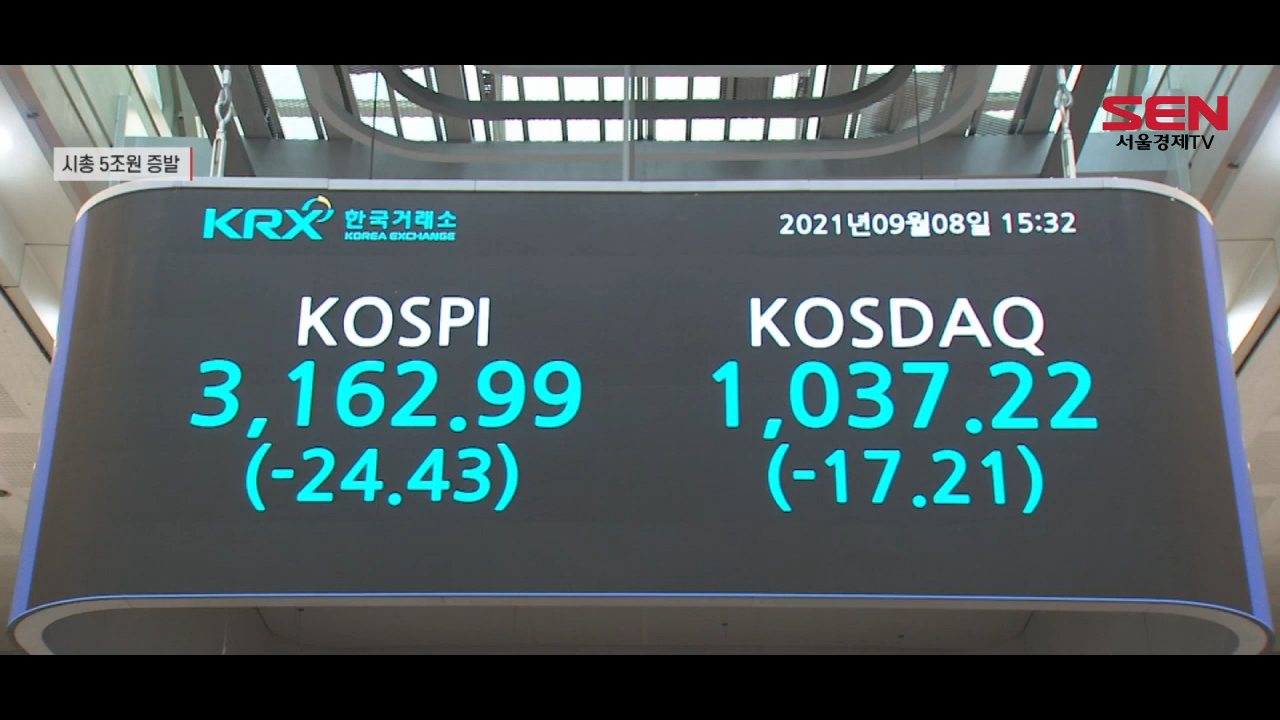 SEN
서울경제TV
시총 5조원 증발
KRX 한국거래소
KOREA EXCHANGE
2021년09월08일 15:32
KOSPI
3,162.99
(-24.43)
KOSDAQ
1,037.22
(-17.21)